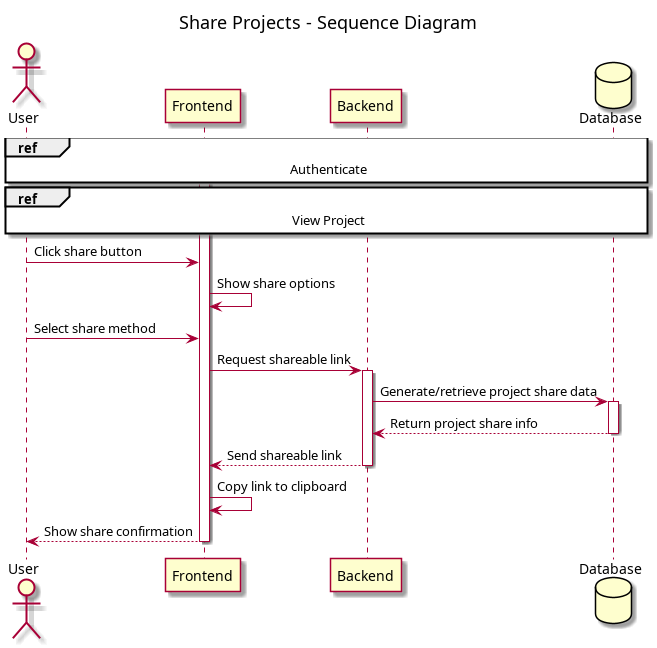 Share Projects - Sequence Diagram
User
Frontend
Backend
Database
ref
Authenticate
ref
View Project
Click share button
Show share options
Select share method
Request shareable link
Generate/retrieve project share data
Return project share info
Send shareable link
Copy link to clipboard
Show share confirmation
User
Frontend
Backend
Database